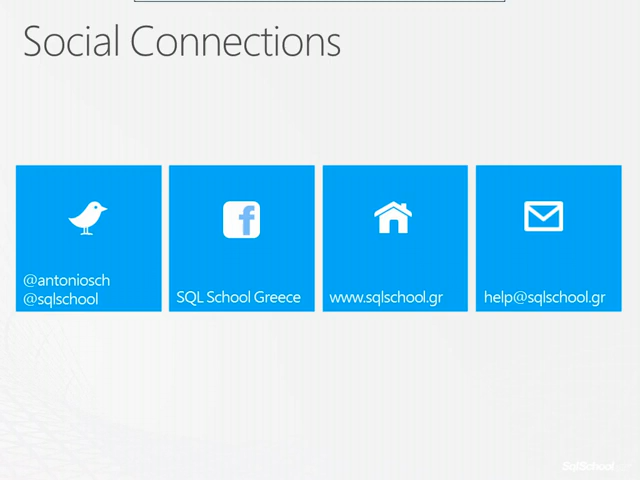 Social Connections
@antoniosch
@sqlschool
SQL School Greece
www.sqlschool.gr
help@sqlschool.gr
SqlSchool